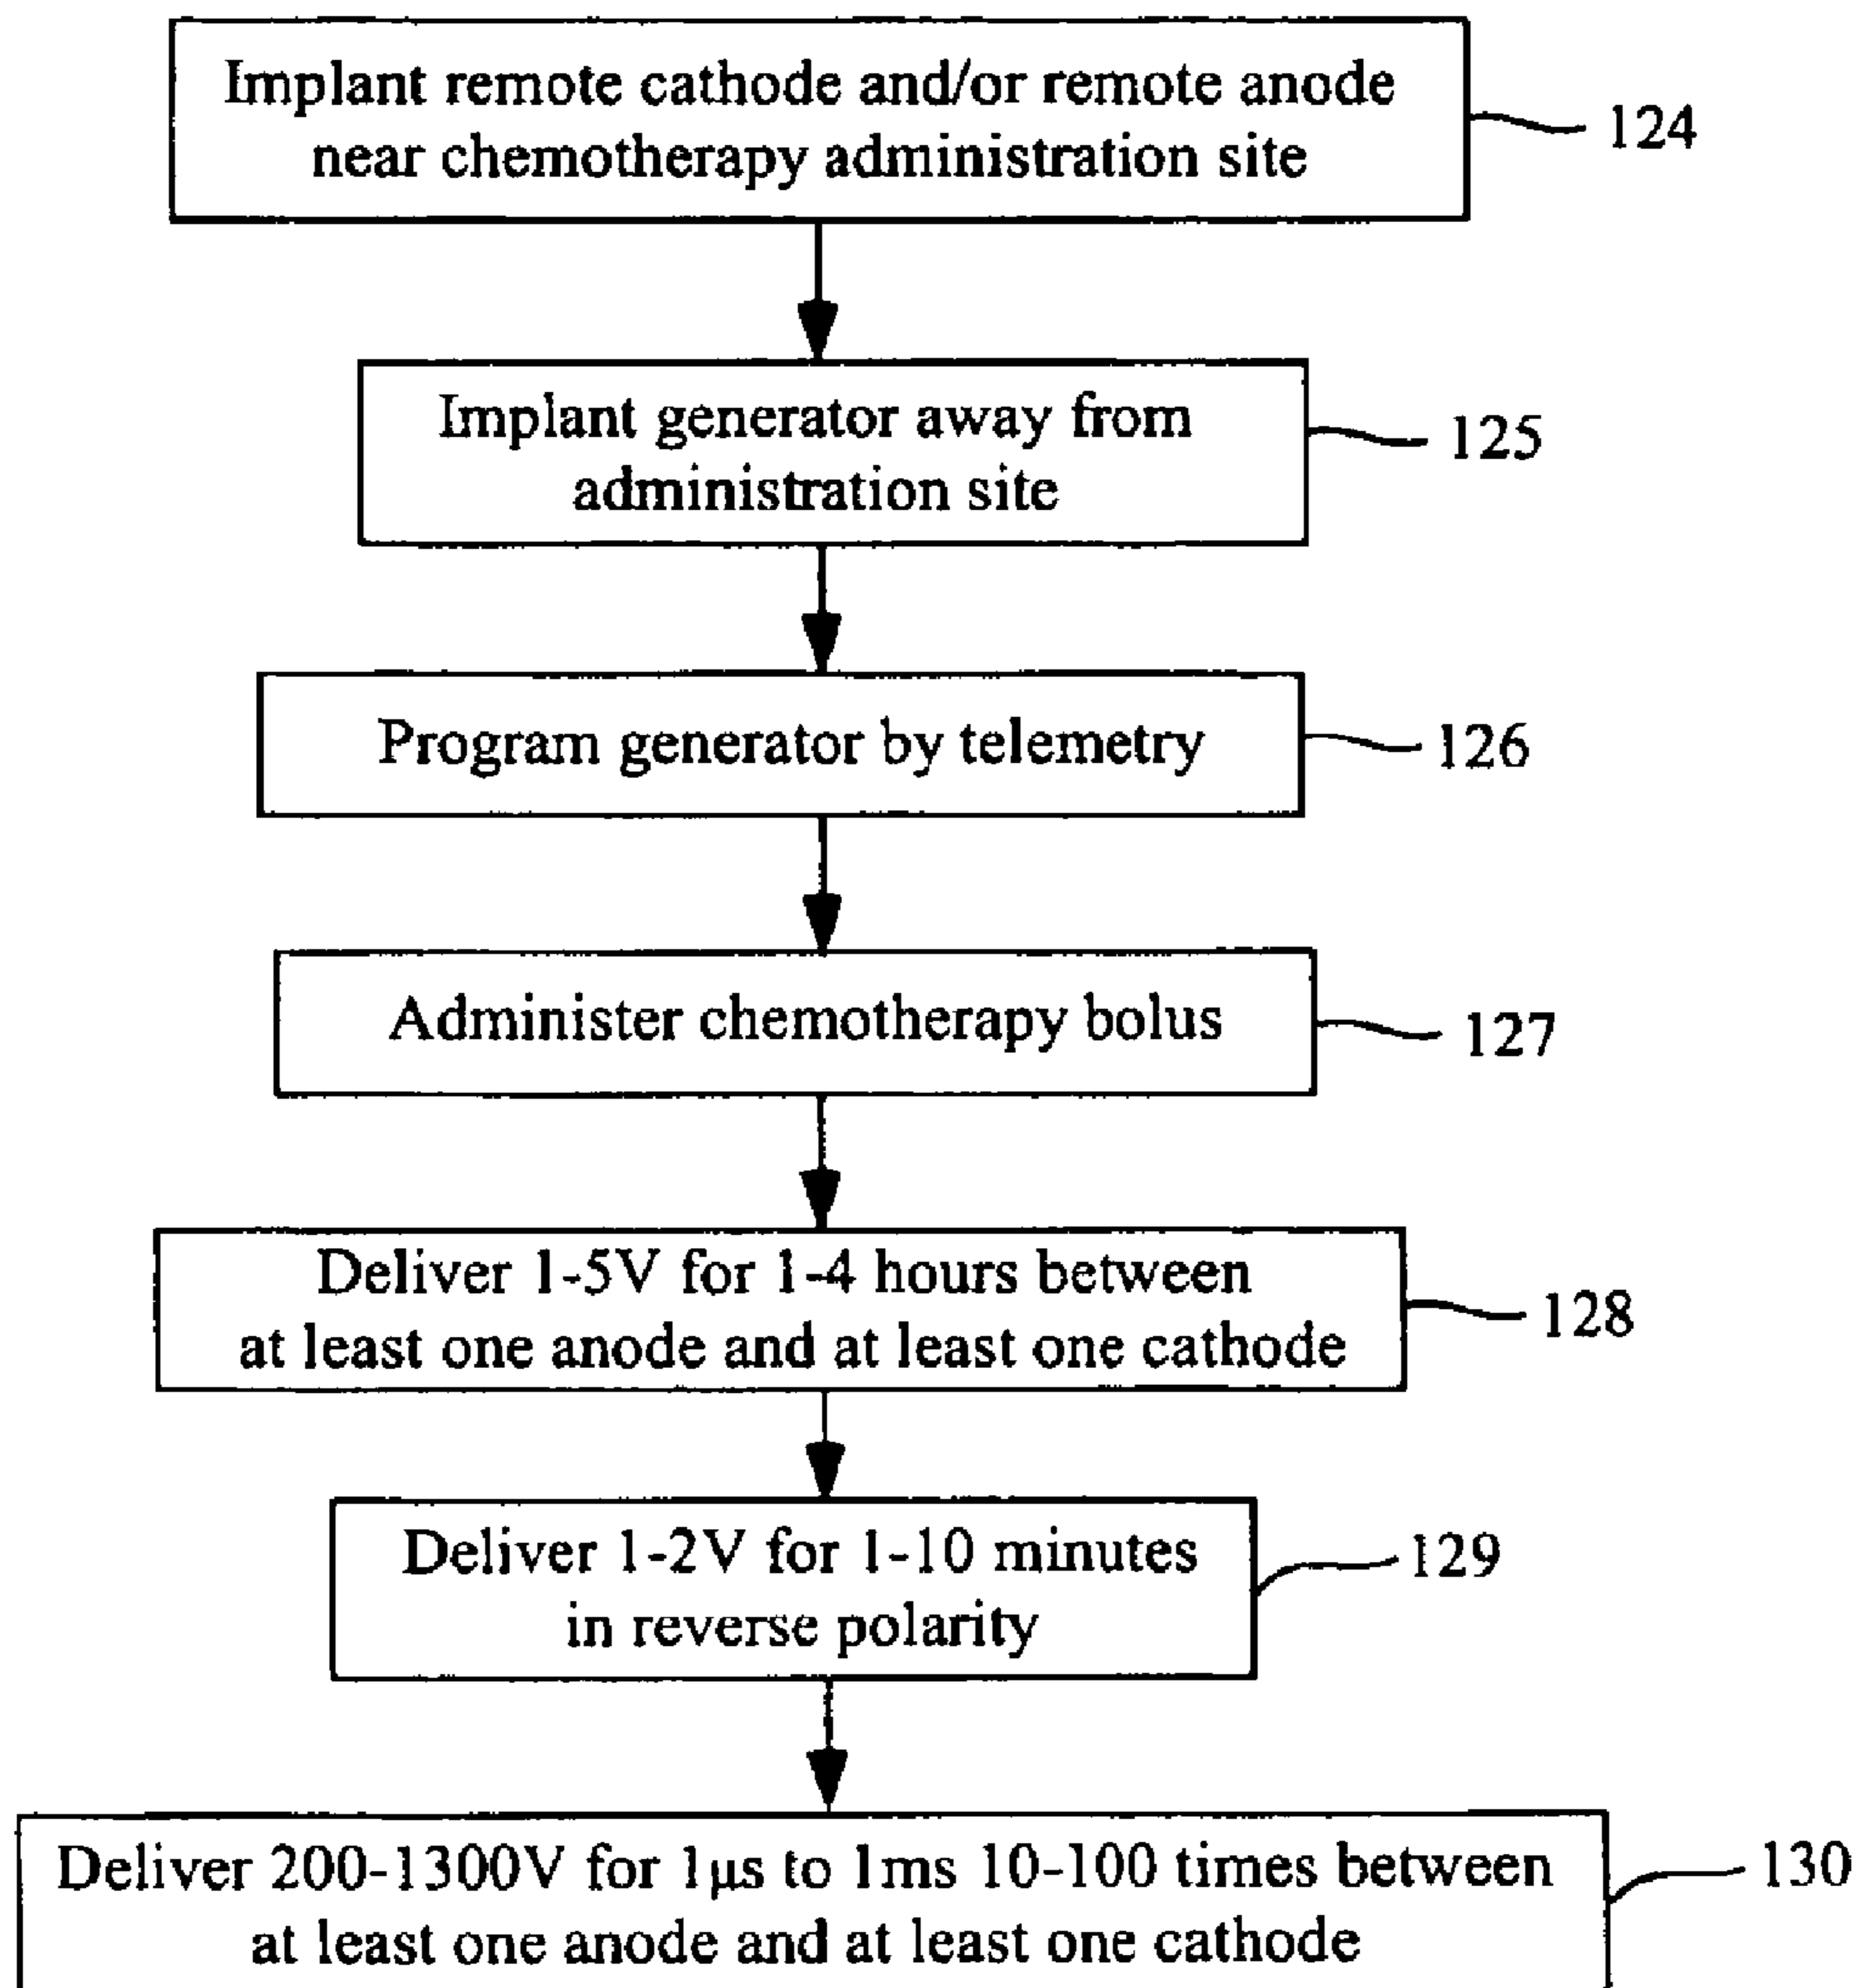 Implant remote cathode and/or remote anode
near chemotherapy administration site
124
Implant generator away from
administration site
125
Program generator by telemetry
126
Administer chemotherapy bolus
127
Deliver 1-5V for 1-4 hours between
at least one anode and at least one cathode
128
Deliver 1-2V for 1-10 minutes
in reverse polarity
129
Deliver 200-1300V for 1µs to 1ms 10-100 times between
at least one anode and at least one cathode
130